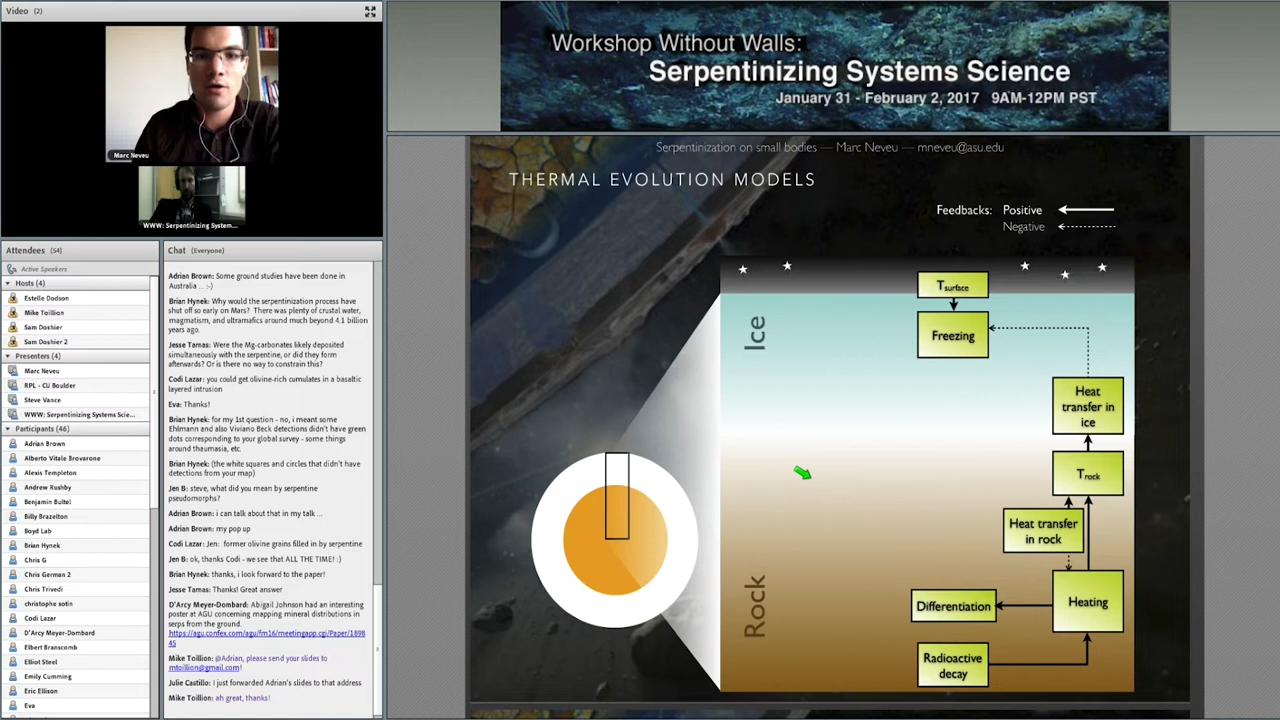 Video (2)
Marc Neveu
WWW: Serpentinizing System...
Attendees (54)
Active Speakers
Hosts (4)
Estelle Dodson
Mike Toillion
Sam Doshier
Sam Doshier 2
Presenters (4)
Marc Neveu
RPL - CU Boulder
Steve Vance
WWW: Serpentinizing Systems Scie...
Participants (46)
Adrian Brown
Alberto Vitale Brovarone
Alexis Templeton
Andrew Rushby
Benjamin Bultel
Billy Brazelton
Boyd Lab
Brian Hynek
Chris G
Chris German 2
Chris Trivedi
christophe sotin
Codi Lazar
D'Arcy Meyer-Dombard
Elbert Branscomb
Elliot Steel
Emily Cumming
Eric Ellison
Eva
Chat (Everyone)
Adrian Brown: Some ground studies have been done in
Australia .. :-)
Brian Hynek: Why would the serpentinization process have
shut off so early on Mars? There was plenty of crustal water,
magmatism, and ultramafics around much beyond 4.1 billion
years ago.
Jesse Tarnas: Were the Mg-carbonates likely deposited
simultaneously with the serpentine, or did they form
afterwards? Or is there no way to constrain this?
Codi Lazar: you could get olivine-rich cumulates in a basaltic
layered intrusion
Eva: Thanks!
Brian Hynek: for my 1st question - no, i meant some
Ehlmann and also Viviano Beck detections didn't have green
dots corresponding to your global survey - some things
around thaumasia, etc.
Brian Hynek: (the white squares and circles that didn't have
detections from your map)
Jen B: steve, what did you mean by serpentine
pseudomorphs?
Adrian Brown: i can talk about that in my talk ...
Adrian Brown: my pop up
Codi Lazar: Jen: former olivine grains filled in by serpentine
Jen B: ok, thanks Codi - we see that ALL THE TIME! :)
Brian Hynek: thanks, i look forward to the paper!
Jesse Tarnas: Thanks! Great answer
D'Arcy Meyer-Dombard: Abigail Johnson had an interesting
poster at AGU concerning mapping mineral distributions in
serps from the ground.
https://agu.confex.com/agu/fm16/meetingapp.cgi/Paper/1898
45
Mike Toillion: @Adrian, please send your slides to
mtoillion@gmail.com!
Julie Castillo: I just forwarded Adrian's slides to that address
Mike Toillion: ah great, thanks!
Workshop Without Walls:
Serpentinizing Systems Science
January 31 - February 2, 2017 9AM-12PM PST
Serpentinization on small bodies — Marc Neveu — mneveu@asu.edu
THERMAL EVOLUTION MODELS
Feedbacks: Positive
Negative
Tsurface
Freezing
Ice
Heat
transfer in
ice
Trock
Heat transfer
in rock
Rock
Differentiation
Heating
Radioactive
decay